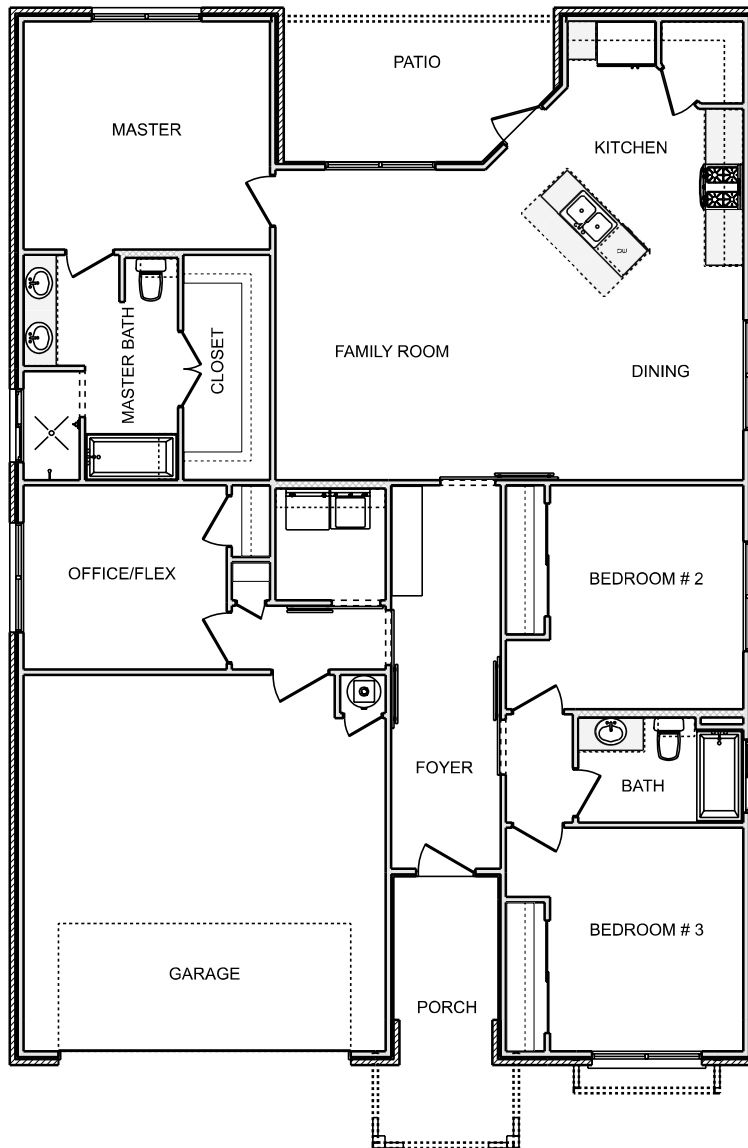 PATIO
MASTER
KITCHEN
DW
MASTER BATH
CLOSET
FAMILY ROOM
DINING
OFFICE/FLEX
BEDROOM # 2
FOYER
BATH
BEDROOM # 3
GARAGE
PORCH